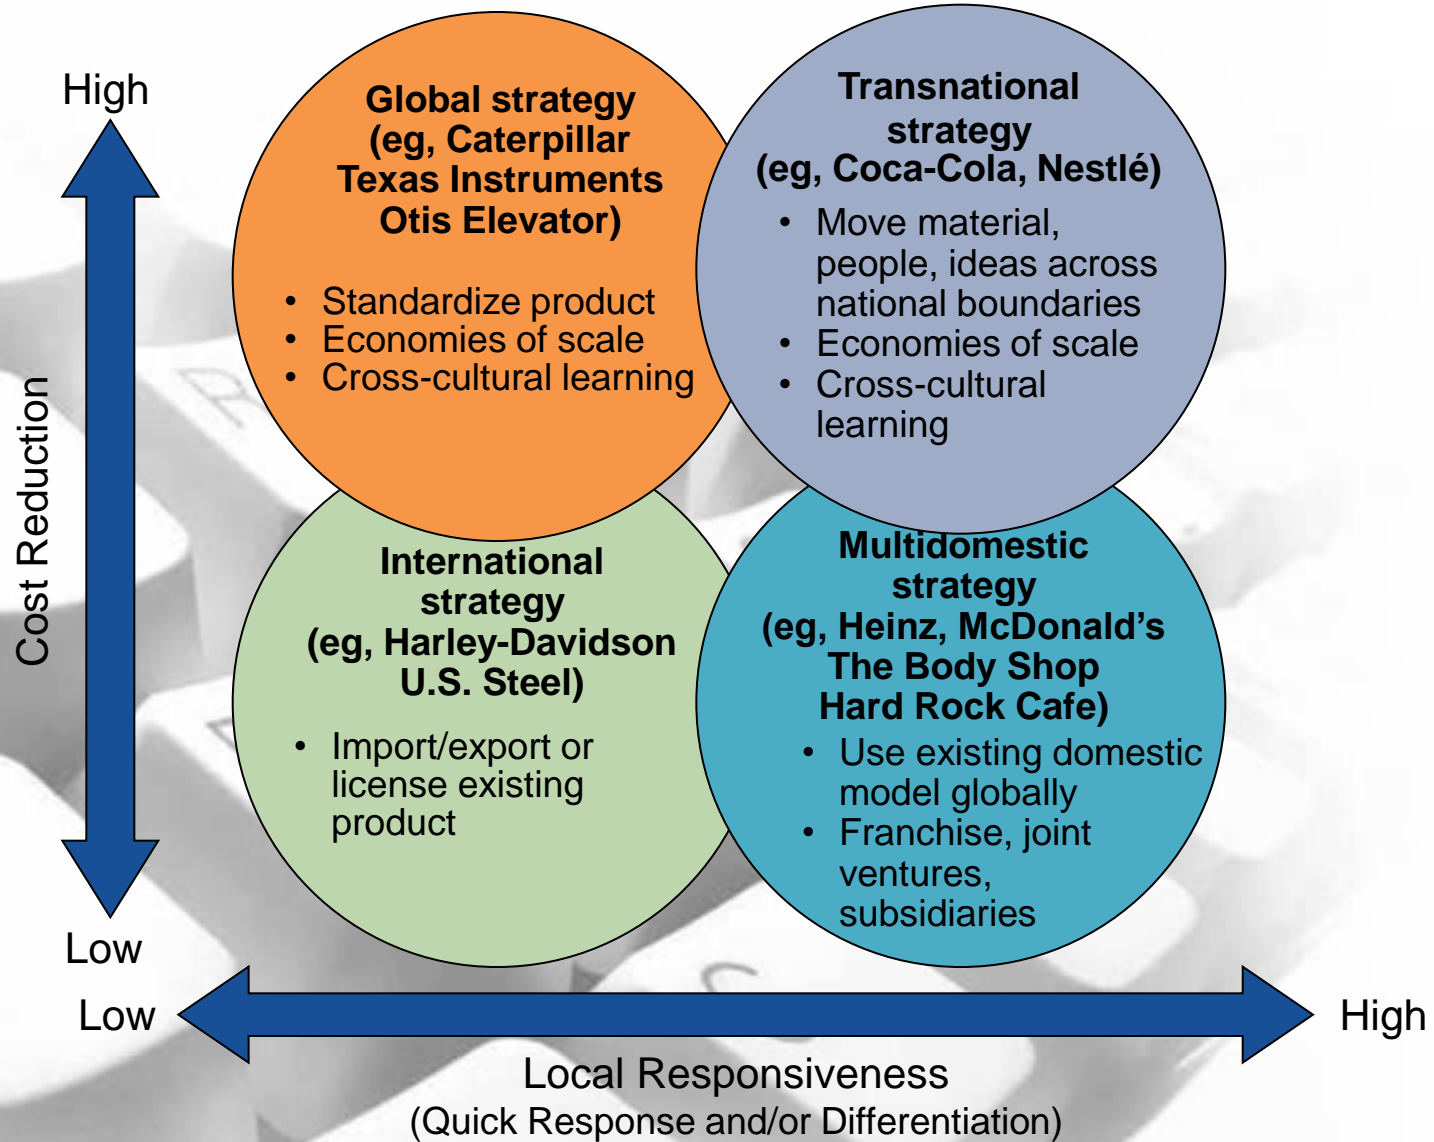 High
Cost Reduction
Low
Global strategy
(eg, Caterpillar
Texas Instruments
Otis Elevator)
• Standardize product
• Economies of scale
• Cross-cultural learning
Transnational
strategy
(eg, Coca-Cola, Nestlé)
• Move material,
people, ideas across
national boundaries
• Economies of scale
• Cross-cultural
learning
International
strategy
(eg, Harley-Davidson
U.S. Steel)
• Import/export or
license existing
product
Multidomestic
strategy
(eg, Heinz, McDonald’s
The Body Shop
Hard Rock Cafe)
• Use existing domestic
model globally
• Franchise, joint
ventures,
subsidiaries
Low
High
Local Responsiveness
(Quick Response and/or Differentiation)